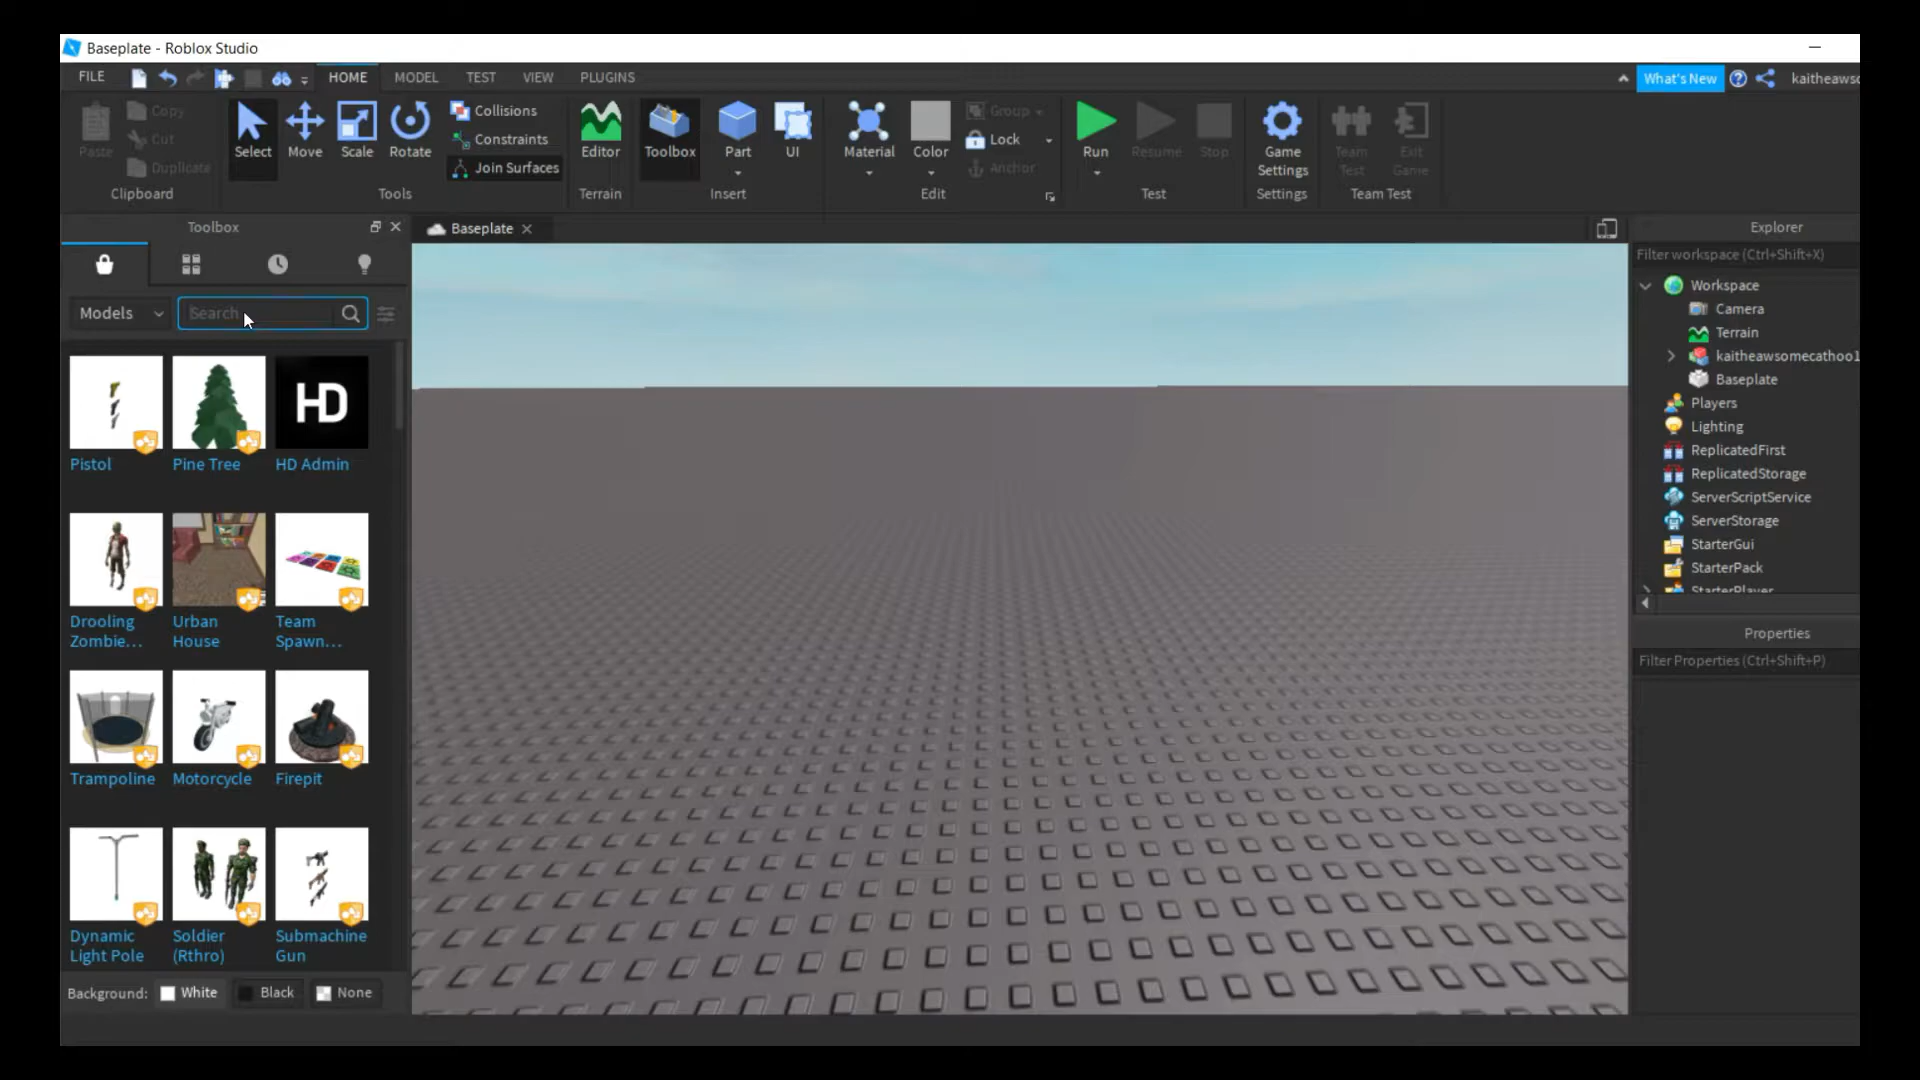 Baseplate - Roblox Studio
FILE
HOME
MODEL
TEST
VIEW
PLUGINS
What's New
kaitheawso
Paste
Copy
Cut
Duplicate
Clipboard
Select
Move
Scale
Rotate
Collisions
Constraints
Join Surfaces
Tools
Editor
Terrain
Toolbox
Part
UI
Insert
Material
Color
Group
Lock
Anchor
Edit
Run
Resume
Stop
Test
Game
Settings
Settings
Team
Test
Exit
Game
Team Test
Toolbox
Baseplate
Models
Search
Pistol
Pine Tree
HD
HD Admin
Drooling
Zombie...
Urban
House
Team
Spawn...
Trampoline
Motorcycle
Firepit
Dynamic
Light Pole
Soldier
(Rthro)
Submachine
Gun
Background:
White
Black
None
Explorer
Filter workspace (Ctrl+Shift+X)
Workspace
Camera
Terrain
kaitheawsomecathoo1
Baseplate
Players
Lighting
ReplicatedFirst
ReplicatedStorage
ServerScriptService
ServerStorage
StarterGui
StarterPack
StarterPlayer
Properties
Filter Properties (Ctrl+Shift+P)